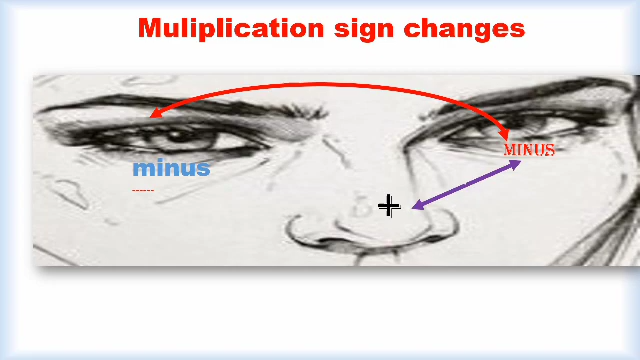 Muliplication sign changes
MINUS
minus
------
+